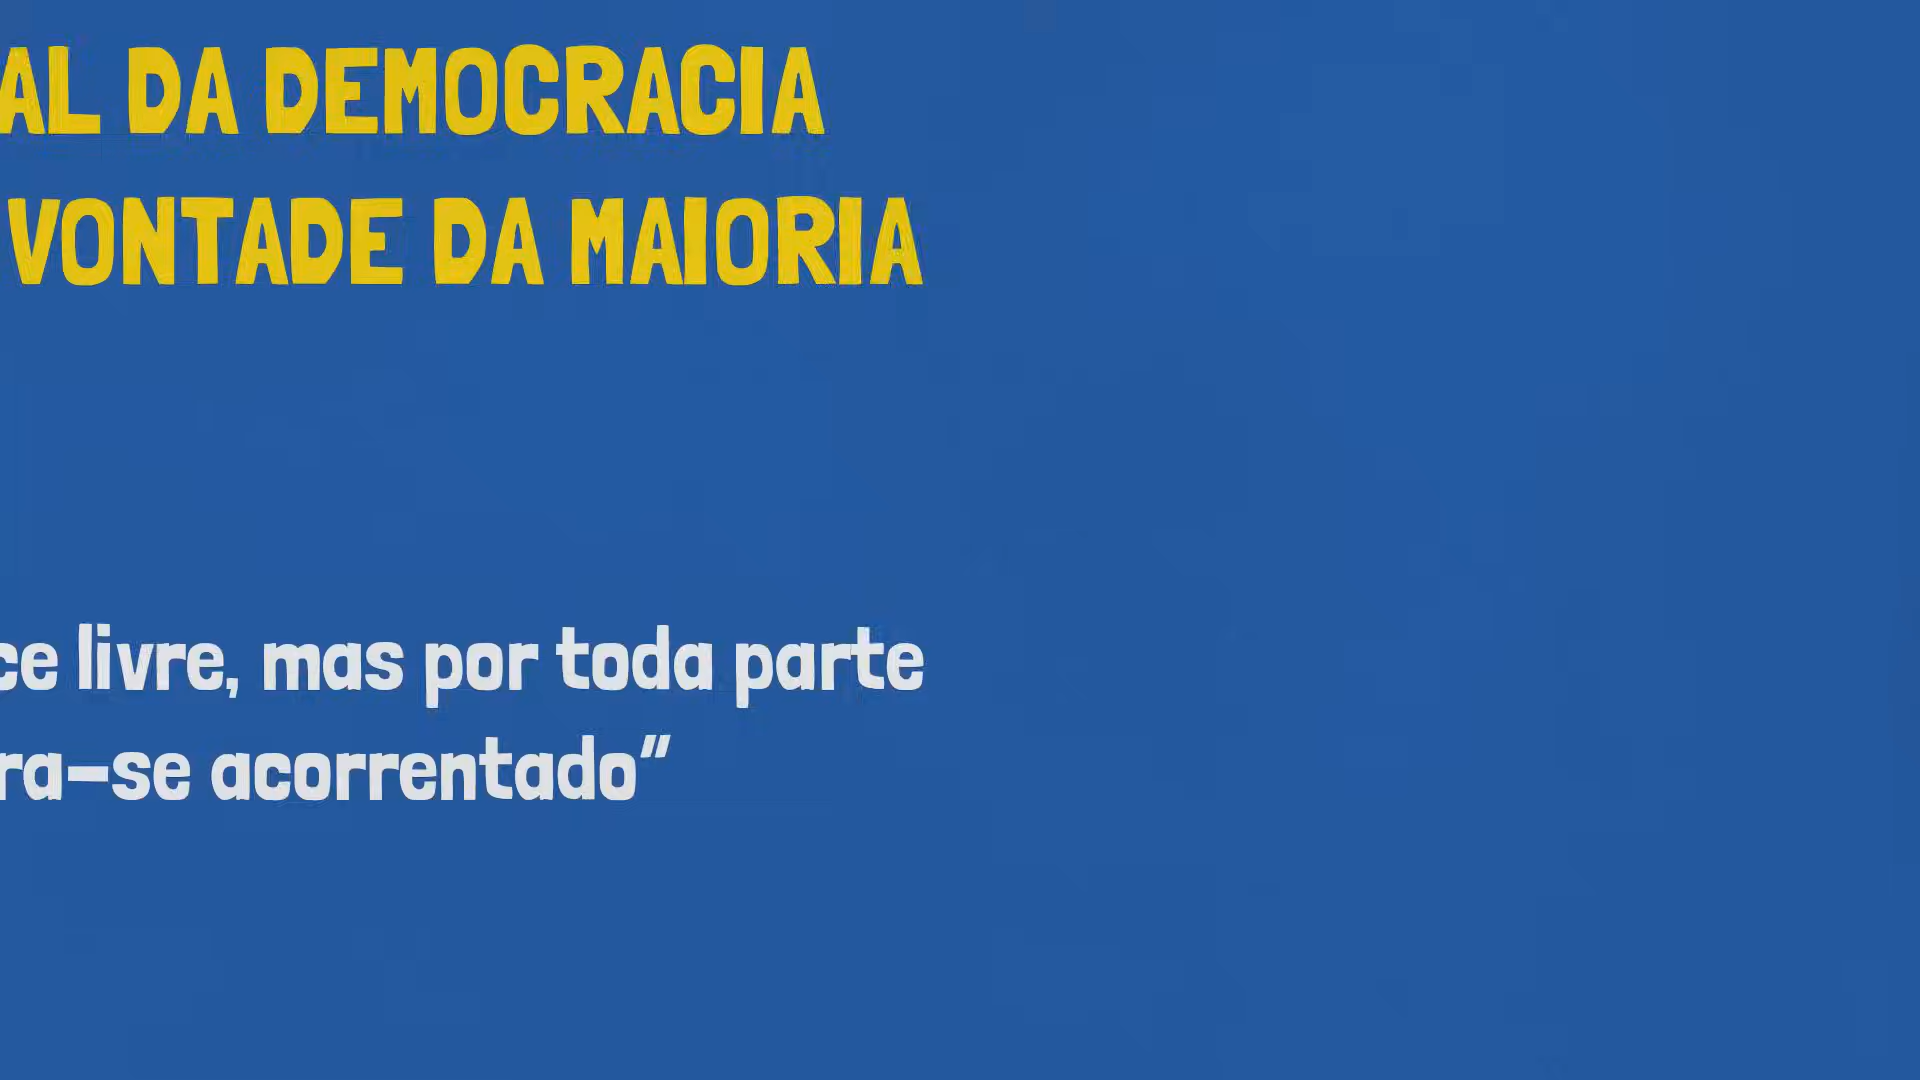 AL DA DEMOCRACIA
VONTADE DA MAIORIA
ce livre, mas por toda parte
ra-se acorrentado”